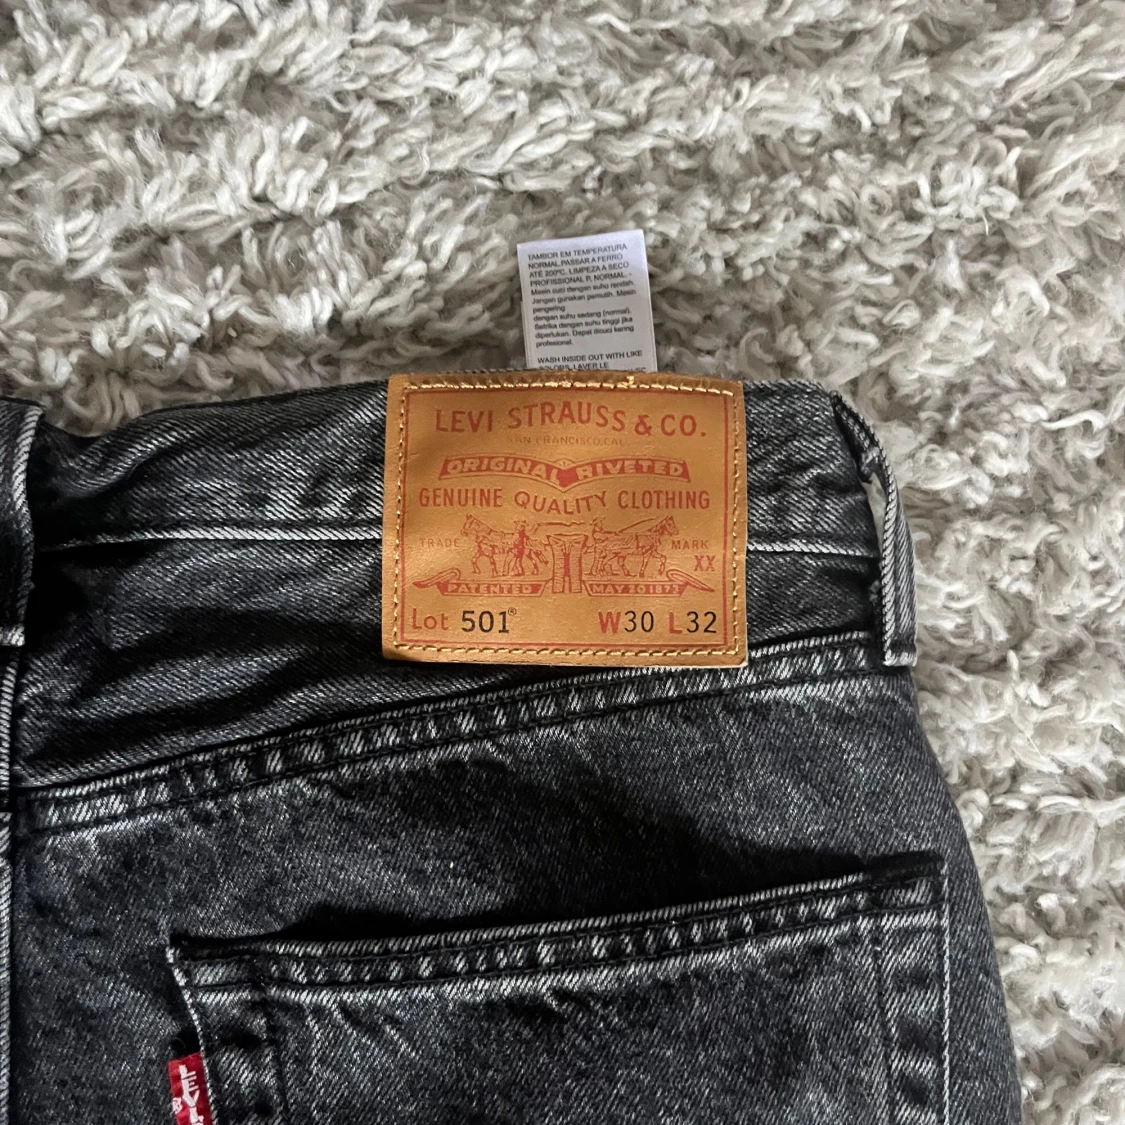 TAMBOR EM TEMPERATURA
NORMAL.PASSAR A FERRO
ATÉ 200ºC. LIMPEZA A SECO
PROFISSIONAL P, NORMAL. -
Mesin cuci dengan suhu rendah.
Jangan gunakan pemutih. Mesin
pengering
dengan suhu sedang (normal).
Setrika dengan suhu tinggi jika
diperlukan. Dapat dicuci kering
profesional.
WASH INSIDE OUT WITH LIKE
COLORS. LAVER LE
LEVI STRAUSS & CO.
SAN FRANCISCO, CAL.
ORIGINAL RIVETED
GENUINE QUALITY CLOTHING
TRADE MARK
XX
PATENTED MAY 20 1873
Lot 501® W30 L32
LEVI'S